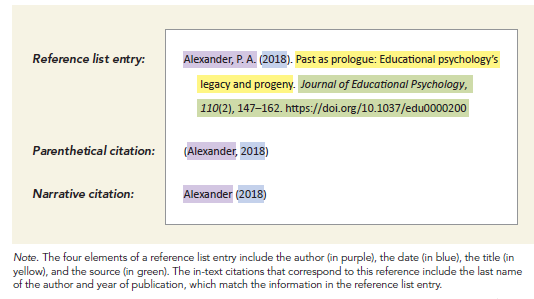 Reference list entry: Alexander, P. A. (2018). Past as prologue: Educational psychology's
legacy and progeny. Journal of Educational Psychology,
110(2), 147–162. https://doi.org/10.1037/edu0000200
Parenthetical citation: (Alexander, 2018)
Narrative citation: Alexander (2018)
Note. The four elements of a reference list entry include the author (in purple), the date (in blue), the title (in
yellow), and the source (in green). The in-text citations that correspond to this reference include the last name
of the author and year of publication, which match the information in the reference list entry.